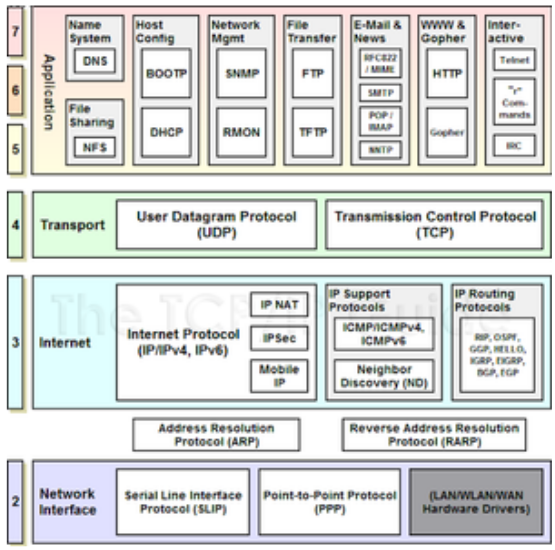 7
6
5
Application
Name
System
DNS
File
Sharing
NFS
Host
Config
BOOTP
DHCP
Network
Mgmt
SNMP
RMON
File
Transfer
FTP
TFTP
E-Mail &
News
RFC822
/ MIME
SMTP
POP /
IMAP
NNTP
WWW &
Gopher
HTTP
Gopher
Inter-
active
Telnet
"r"
Com-
mands
IRC
4
Transport
User Datagram Protocol
(UDP)
Transmission Control Protocol
(TCP)
The TCP/IP Guide
3
Internet
Internet Protocol
(IP/IPv4, IPv6)
IP NAT
IPSec
Mobile
IP
IP Support
Protocols
ICMP/ICMPv4,
ICMPv6
Neighbor
Discovery (ND)
IP Routing
Protocols
RIP, OSPF,
GGP, HELLO,
IGRP, EIGRP,
BGP, EGP
Address Resolution
Protocol (ARP)
Reverse Address Resolution
Protocol (RARP)
2
Network
Interface
Serial Line Interface
Protocol (SLIP)
Point-to-Point Protocol
(PPP)
(LAN/WLAN/WAN
Hardware Drivers)